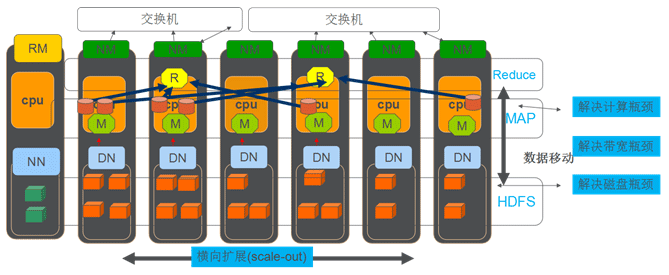 交换机
交换机
RM
NM
NM
NM
NM
NM
NM
R
R
Reduce
cpu
cpu
cpu
cpu
cpu
cpu
cpu
MAP
解决计算瓶颈
M
M
M
M
M
M
数据移动
解决带宽瓶颈
NN
DN
DN
DN
DN
DN
DN
解决磁盘瓶颈
HDFS
横向扩展(scale-out)